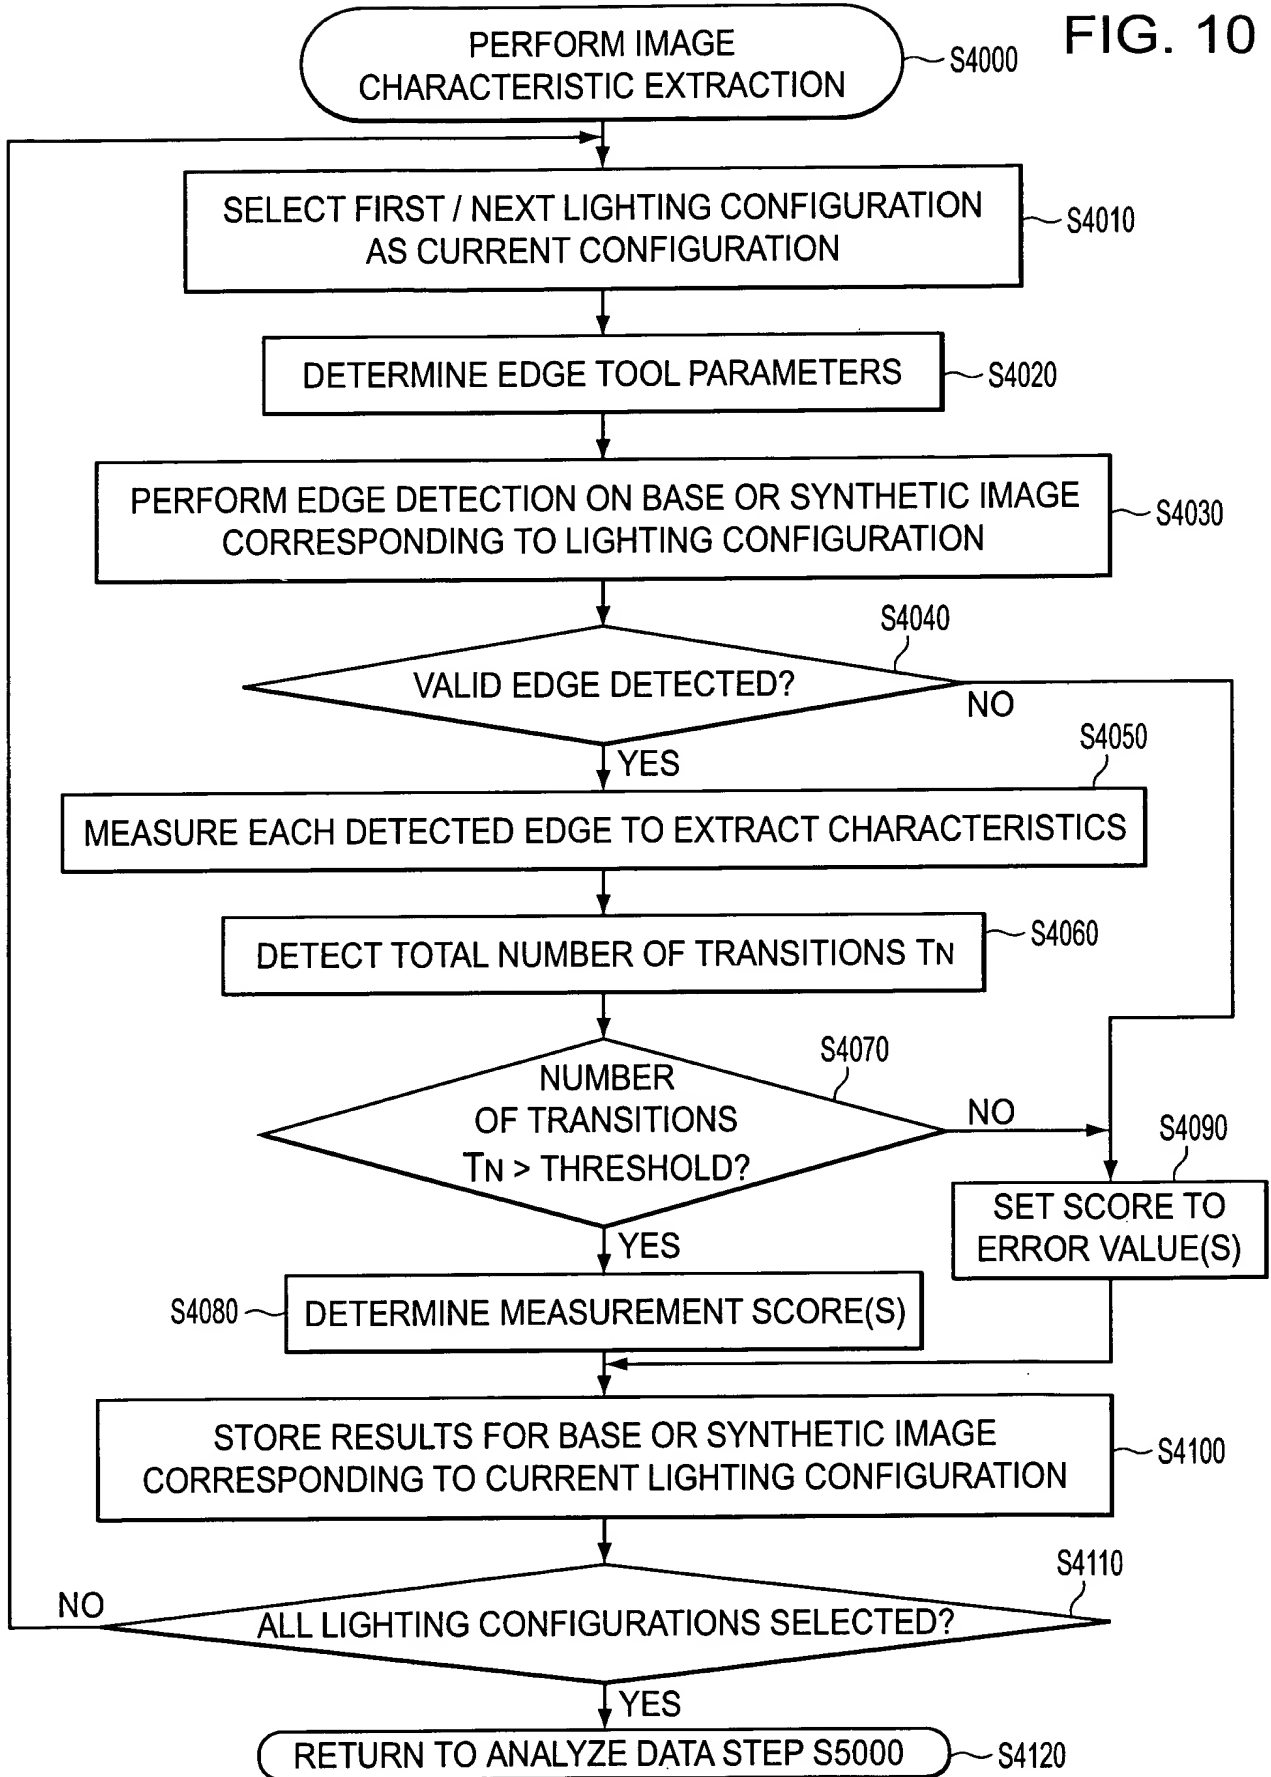 FIG. 10
PERFORM IMAGE
CHARACTERISTIC EXTRACTION
S4000
SELECT FIRST / NEXT LIGHTING CONFIGURATION
AS CURRENT CONFIGURATION
S4010
DETERMINE EDGE TOOL PARAMETERS
S4020
PERFORM EDGE DETECTION ON BASE OR SYNTHETIC IMAGE
CORRESPONDING TO LIGHTING CONFIGURATION
S4030
S4040
VALID EDGE DETECTED?
NO
YES
S4050
MEASURE EACH DETECTED EDGE TO EXTRACT CHARACTERISTICS
DETECT TOTAL NUMBER OF TRANSITIONS TN
S4060
S4070
NUMBER
OF TRANSITIONS
TN > THRESHOLD?
NO
YES
S4090
SET SCORE TO
ERROR VALUE(S)
S4080
DETERMINE MEASUREMENT SCORE(S)
STORE RESULTS FOR BASE OR SYNTHETIC IMAGE
CORRESPONDING TO CURRENT LIGHTING CONFIGURATION
S4100
S4110
NO
ALL LIGHTING CONFIGURATIONS SELECTED?
YES
RETURN TO ANALYZE DATA STEP S5000
S4120